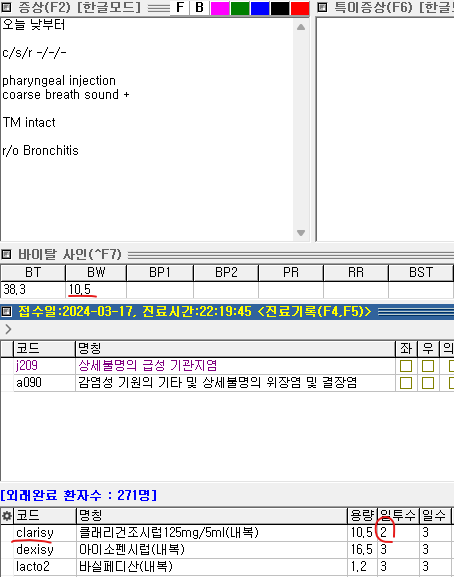 증상(F2) [한글모드] F B
특이증상(F6) [한글모
오늘 낮부터
c/s/r -/-/-
pharyngeal injection
coarse breath sound +
TM intact
r/o Bronchitis
바이탈 사인(^F7)
BT BW BP1 BP2 PR RR BST
38,3 10,5
접수일:2024-03-17, 진료시간:22:19:45 <진료기록(F4,F5)>
코드 명칭 좌 우 의
j209 상세불명의 급성 기관지염
a090 감염성 기원의 기타 및 상세불명의 위장염 및 결장염
[외래완료 환자수 : 271명]
코드 명칭 용량 일투수 일수
clarisy 클래리건조시럽125mg/5ml(내복) 10,5 2 3
dexisy 아이소펜시럽(내복) 16,5 3 3
lacto2 바실페디산(내복) 1,2 3 3